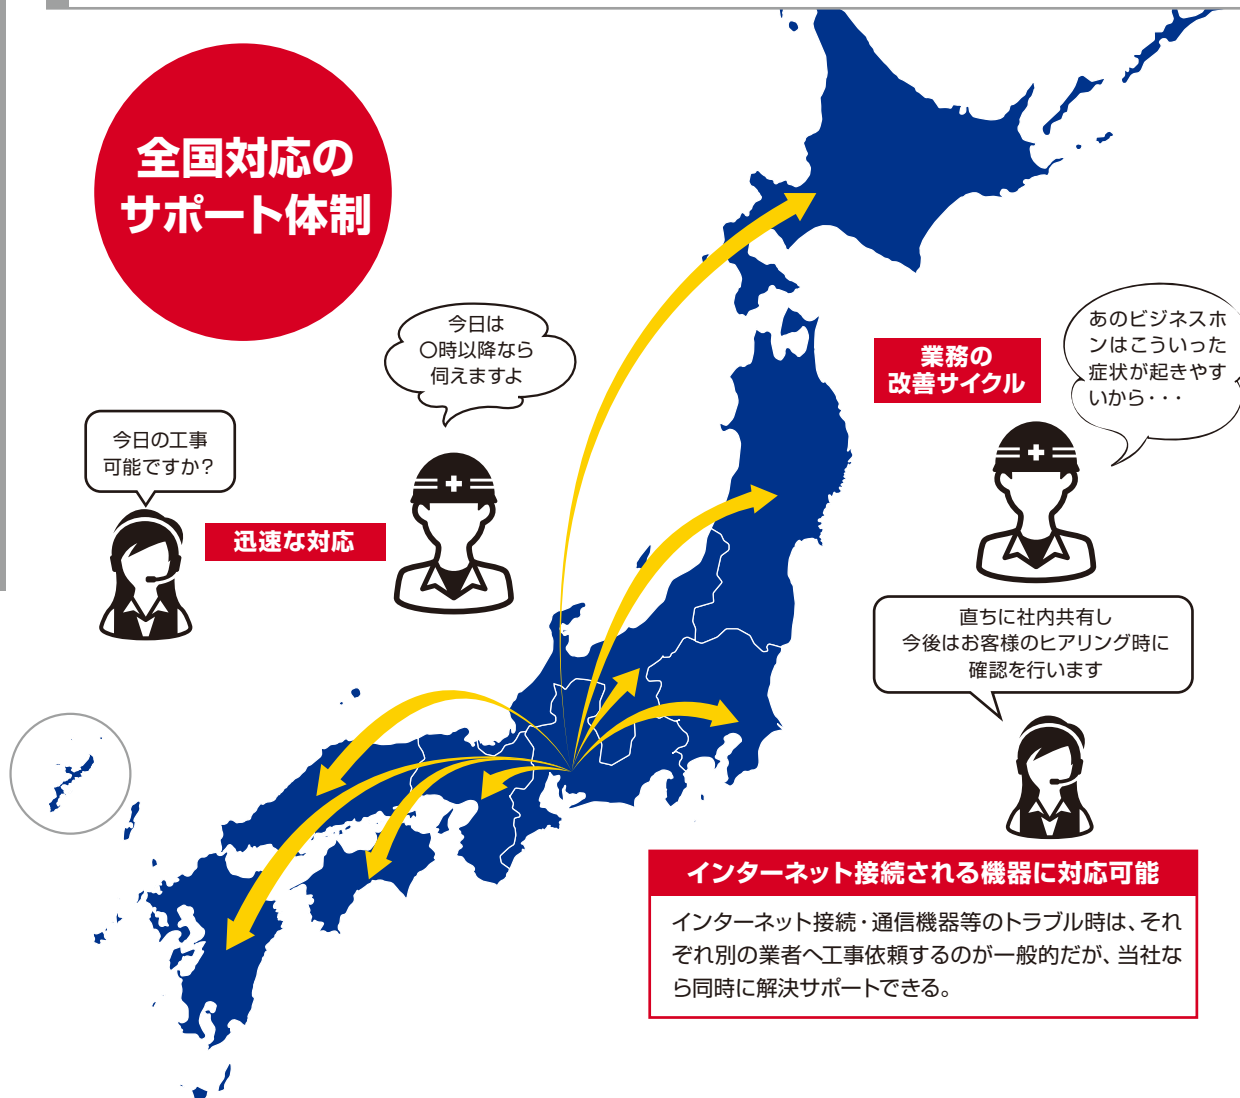 全国対応の
サポート体制
今日は
〇時以降なら
伺えますよ
今日の工事
可能ですか?
迅速な対応
業務の
改善サイクル
あのビジネスホ
ンはこういった
症状が起きやす
いから・・・
直ちに社内共有し
今後はお客様のヒアリング時に
確認を行います
インターネット接続される機器に対応可能
インターネット接続・通信機器等のトラブル時は、それ
ぞれ別の業者へ工事依頼するのが一般的だが、当社な
ら同時に解決サポートできる。